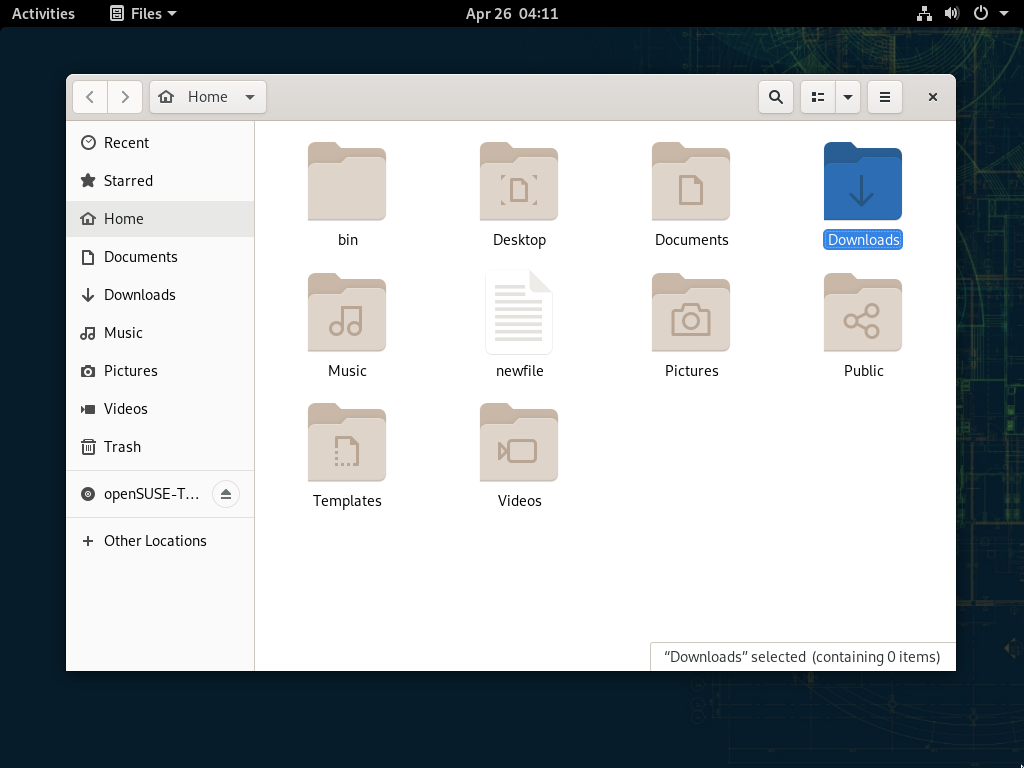 Activities Files Apr 26 04:11
Home
Recent
Starred
Home
Documents
Downloads
Music
Pictures
Videos
Trash
openSUSE-T...
Other Locations
bin Desktop Documents Downloads
Music newfile Pictures Public
Templates Videos
“Downloads” selected (containing 0 items)